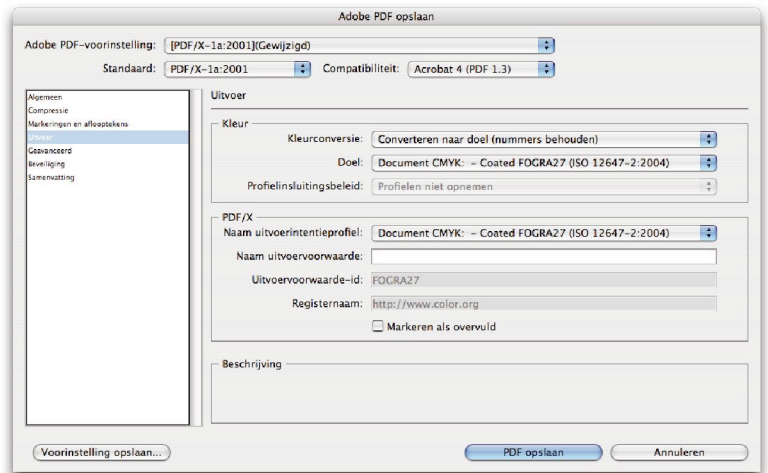 Adobe PDF opslaan
Adobe PDF-voorinstelling: [PDF/X-1a:2001](Gewijzigd)
Standaard: PDF/X-1a:2001 Compatibiliteit: Acrobat 4 (PDF 1.3)
Algemeen
Compressie
Markeringen en aflooptekens
Uitvoer
Geavanceerd
Beveiliging
Samenvatting
Uitvoer
Kleur
Kleurconversie: Converteren naar doel (nummers behouden)
Doel: Document CMYK: - Coated FOGRA27 (ISO 12647-2:2004)
Profielinsluitingsbeleid: Profielen niet opnemen
PDF/X
Naam uitvoerintentieprofiel: Document CMYK: - Coated FOGRA27 (ISO 12647-2:2004)
Naam uitvoervoorwaarde:
Uitvoervoorwaarde-id: FOGRA27
Registernaam: http://www.color.org
Markeren als overvuld
Beschrijving
Voorinstelling opslaan... PDF opslaan Annuleren